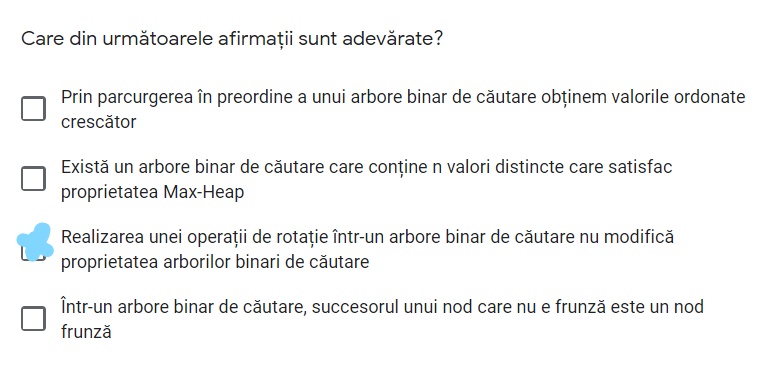 Care din următoarele afirmații sunt adevărate?
Prin parcurgerea în preordine a unui arbore binar de căutare obținem valorile ordonate
crescător
Există un arbore binar de căutare care conține n valori distincte care satisfac
proprietatea Max-Heap
Realizarea unei operații de rotație într-un arbore binar de căutare nu modifică
proprietatea arborilor binari de căutare
Într-un arbore binar de căutare, succesorul unui nod care nu e frunză este un nod
frunză